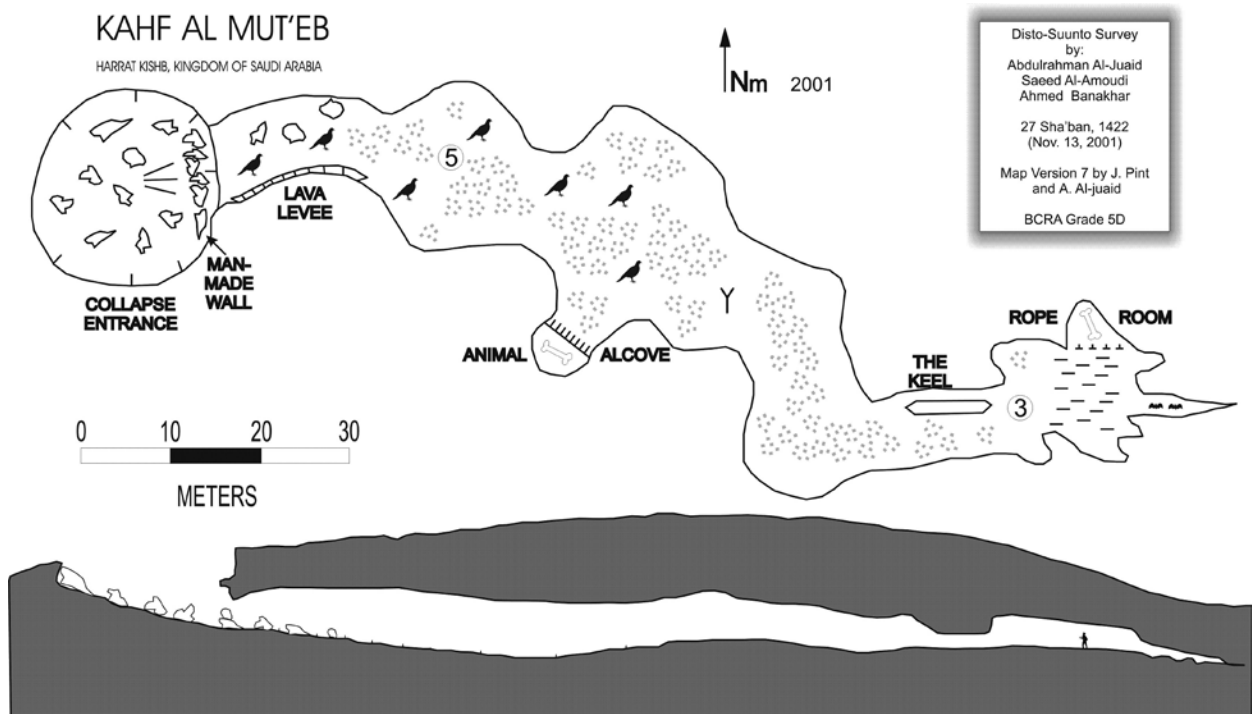 KAHF AL MUT'EB
HARRAT KISHB, KINGDOM OF SAUDI ARABIA
Nm 2001
Disto-Suunto Survey
by:
Abdulrahman Al-Juaid
Saeed Al-Amoudi
Ahmed Banakhar
27 Sha'ban, 1422
(Nov. 13, 2001)
Map Version 7 by J. Pint
and A. Al-juaid
BCRA Grade 5D
5
LAVA
LEVEE
MAN-
MADE
WALL
COLLAPSE
ENTRANCE
ANIMAL ALCOVE
Y
ROPE ROOM
THE
KEEL
3
0 10 20 30
METERS